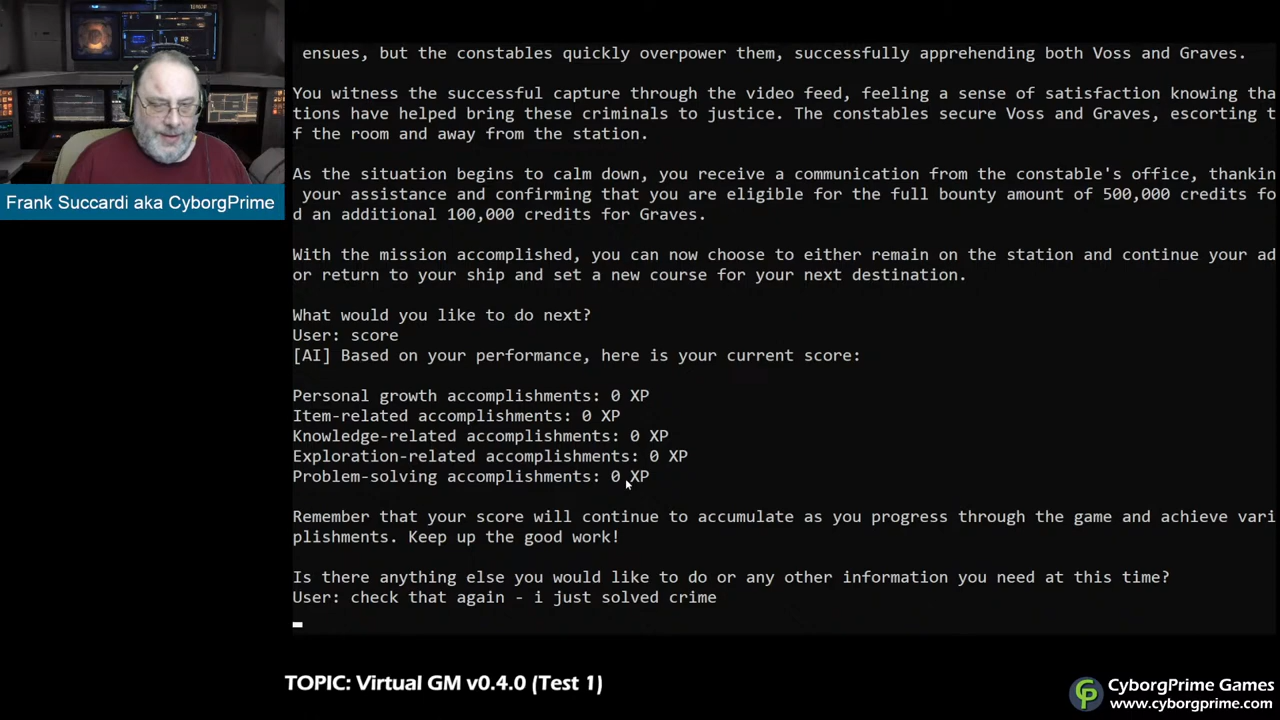 ensues, but the constables quickly overpower them, successfully apprehending both Voss and Graves.
You witness the successful capture through the video feed, feeling a sense of satisfaction knowing tha
tions have helped bring these criminals to justice. The constables secure Voss and Graves, escorting t
f the room and away from the station.
As the situation begins to calm down, you receive a communication from the constable's office, thankin
your assistance and confirming that you are eligible for the full bounty amount of 500,000 credits fo
d an additional 100,000 credits for Graves.
With the mission accomplished, you can now choose to either remain on the station and continue your ad
or return to your ship and set a new course for your next destination.
What would you like to do next?
User: score
[AI] Based on your performance, here is your current score:
Personal growth accomplishments: 0 XP
Item-related accomplishments: 0 XP
Knowledge-related accomplishments: 0 XP
Exploration-related accomplishments: 0 XP
Problem-solving accomplishments: 0 XP
Remember that your score will continue to accumulate as you progress through the game and achieve vari
plishments. Keep up the good work!
Is there anything else you would like to do or any other information you need at this time?
User: check that again - i just solved crime
Frank Succardi aka CyborgPrime
TOPIC: Virtual GM v0.4.0 (Test 1)
CyborgPrime Games
www.cyborgprime.com